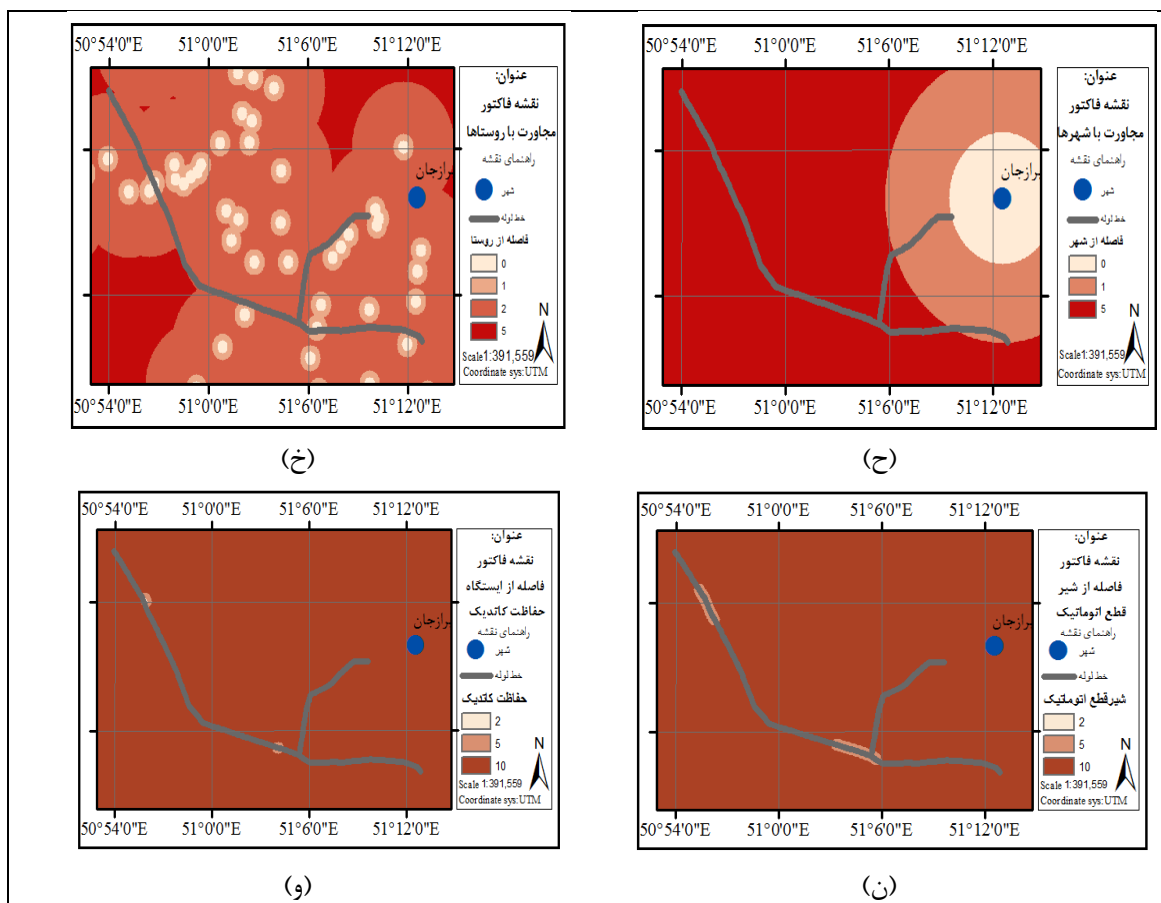 50°54'0"E 51°0'0"E 51°6'0"E 51°12'0"E
عنوان:
نقشه فاکتور
مجاورت با شهرها
راهنمای نقشه
شهر
خط لوله
فاصله از شهر
0
1
5
N
Scale1:391,559
Coordinate sys:UTM
برازجان
50°54'0"E 51°0'0"E 51°6'0"E 51°12'0"E
(ح)
50°54'0"E 51°0'0"E 51°6'0"E 51°12'0"E
عنوان:
نقشه فاکتور
مجاورت با روستاها
راهنمای نقشه
شهر
خط لوله
فاصله از روستا
0
1
2
5
N
Scale1:391,559
Coordinate sys:UTM
برازجان
50°54'0"E 51°0'0"E 51°6'0"E 51°12'0"E
(خ)
50°54'0"E 51°0'0"E 51°6'0"E 51°12'0"E
عنوان:
نقشه فاکتور
فاصله از شیر
قطع اتوماتیک
راهنمای نقشه
شهر
خط لوله
شیرقطع اتوماتیک
2
5
10
N
Scale 1:391,559
Coordinate sys:UTM
برازجان
50°54'0"E 51°0'0"E 51°6'0"E 51°12'0"E
(ن)
50°54'0"E 51°0'0"E 51°6'0"E 51°12'0"E
عنوان:
نقشه فاکتور
فاصله از ایستگاه
حفاظت کاتدیک
راهنمای نقشه
شهر
خط لوله
حفاظت کاتدیک
2
5
10
N
Scale 1:391,559
Coordinate sys:UTM
برازجان
50°54'0"E 51°0'0"E 51°6'0"E 51°12'0"E
(و)